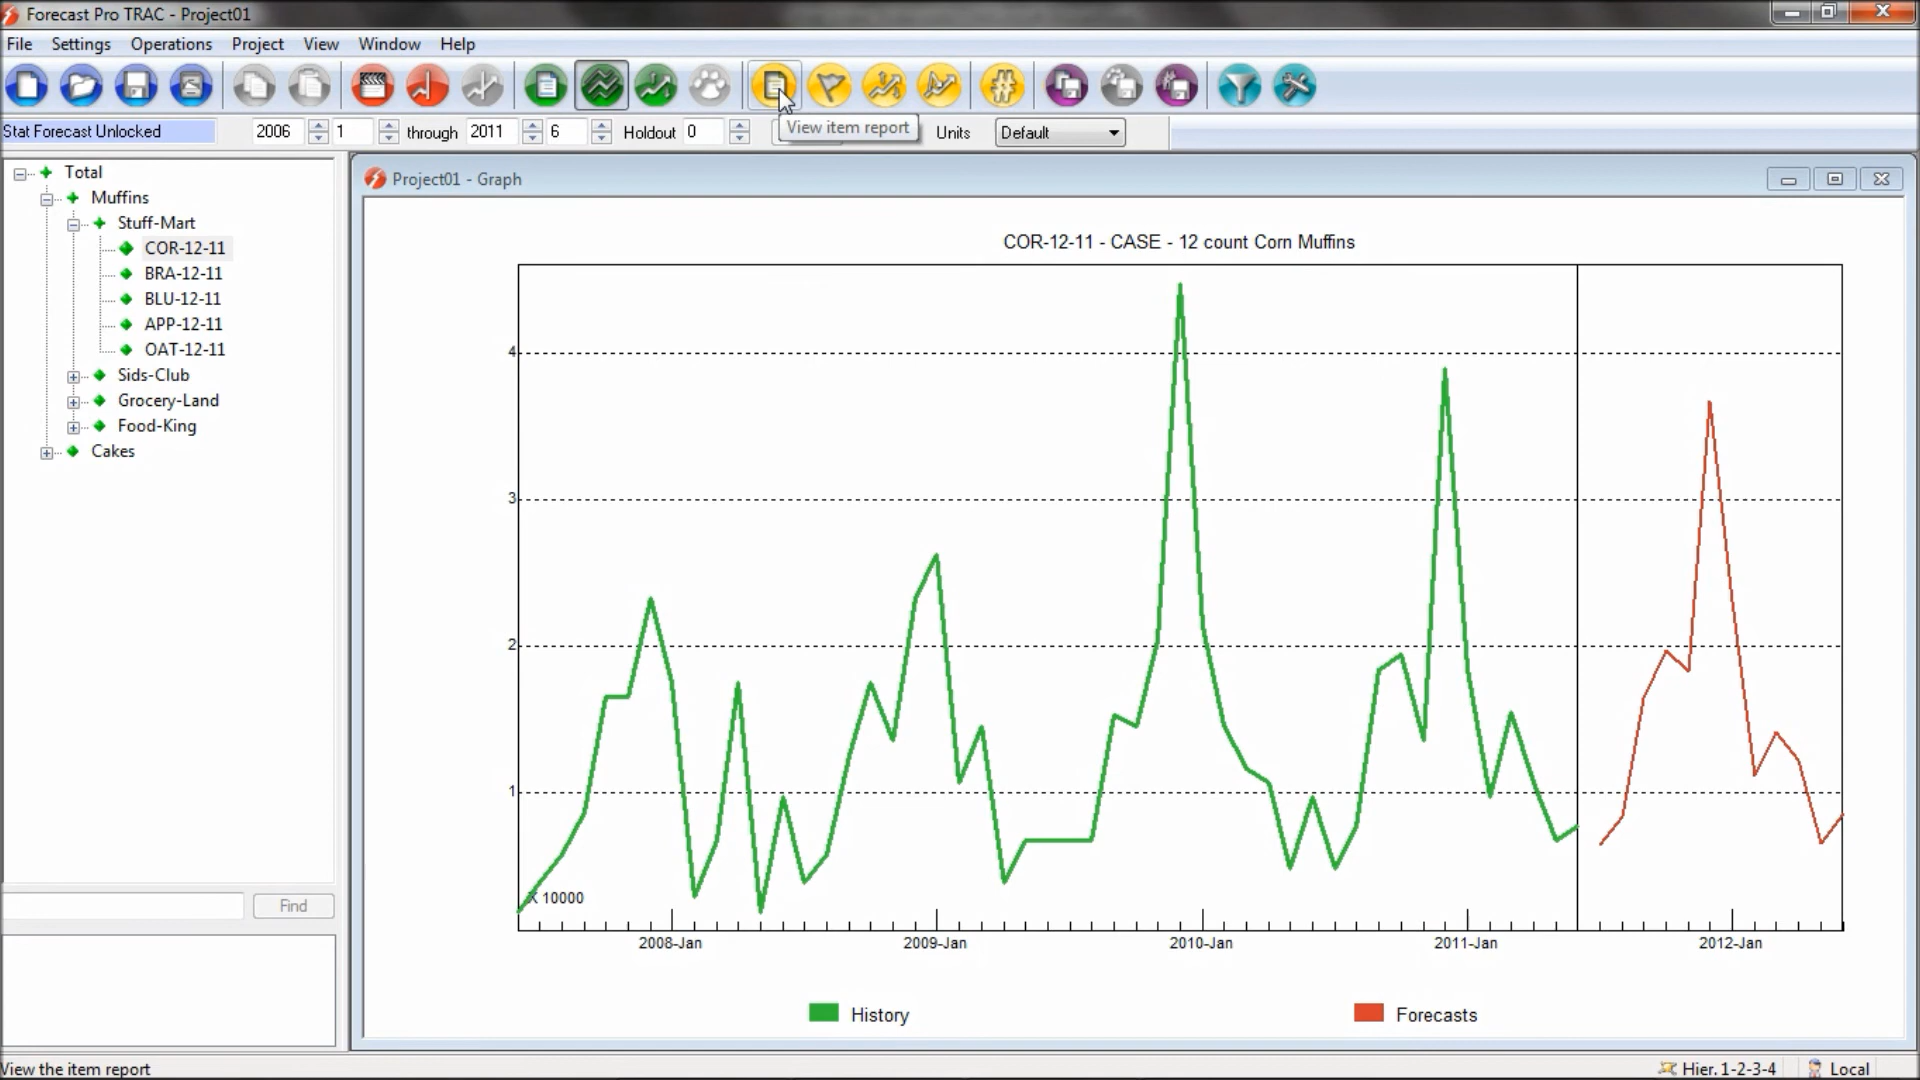 Forecast Pro TRAC - Project01
File Settings Operations Project View Window Help
Stat Forecast Unlocked 2006 1 through 2011 6 Holdout 0 Units Default
View item report
Total
Muffins
Stuff-Mart
COR-12-11
BRA-12-11
BLU-12-11
APP-12-11
OAT-12-11
Sids-Club
Grocery-Land
Food-King
Cakes
Find
Project01 - Graph
COR-12-11 - CASE - 12 count Corn Muffins
4
3
2
1
X 10000
2008-Jan 2009-Jan 2010-Jan 2011-Jan 2012-Jan
History Forecasts
View the item report Hier. 1-2-3-4 Local